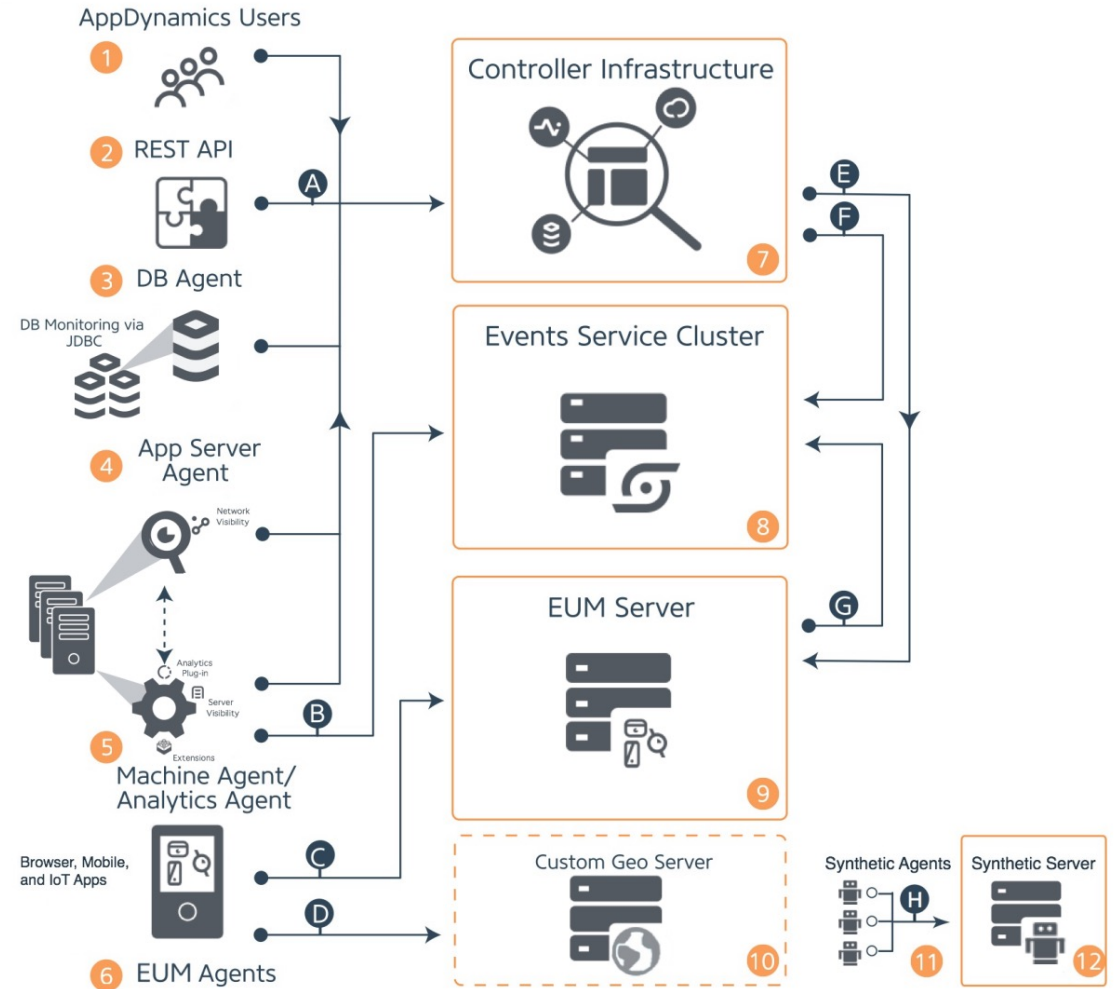 AppDynamics Users
1
2
REST API
A
3
DB Agent
DB Monitoring via
JDBC
4
App Server
Agent
Network
Visibility
Analytics
Plug-in
Server
Visibility
B
5
Extensions
Machine Agent/
Analytics Agent
Browser, Mobile,
and IoT Apps
C
D
6
EUM Agents
Controller Infrastructure
7
E
F
Events Service Cluster
8
EUM Server
G
9
Custom Geo Server
10
Synthetic Agents
H
11
Synthetic Server
12